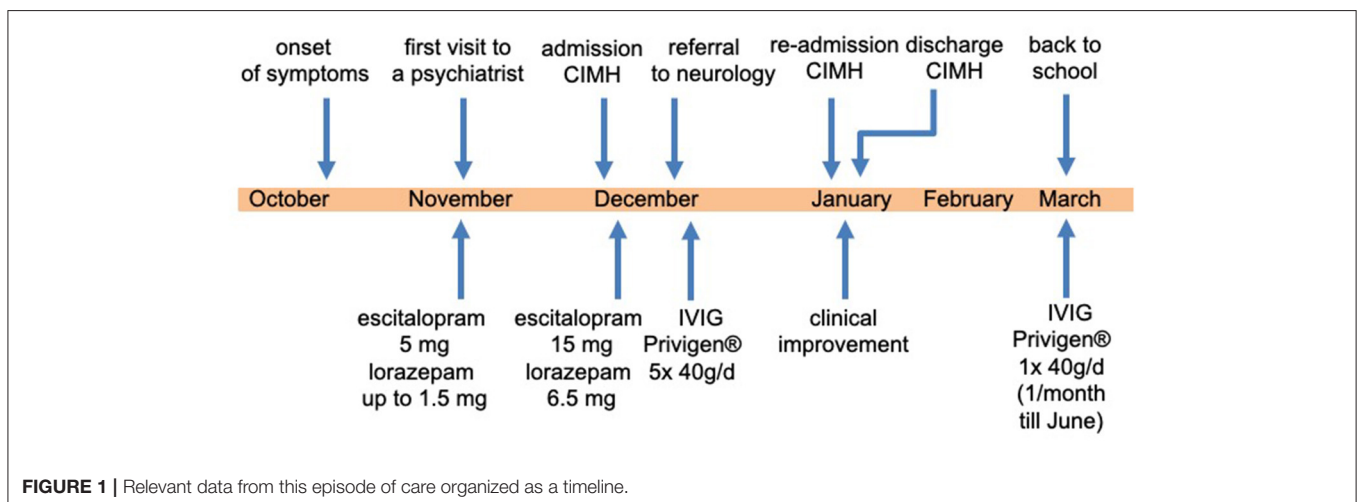 onset
of symptoms
first visit to
a psychiatrist
admission
CIMH
referral
to neurology
re-admission
CIMH
discharge
CIMH
back to
school
October November December January February March
escitalopram
5 mg
lorazepam
up to 1.5 mg
escitalopram
15 mg
lorazepam
6.5 mg
IVIG
Privigen®
5x 40g/d
clinical
improvement
IVIG
Privigen®
1x 40g/d
(1/month
till June)
FIGURE 1 | Relevant data from this episode of care organized as a timeline.